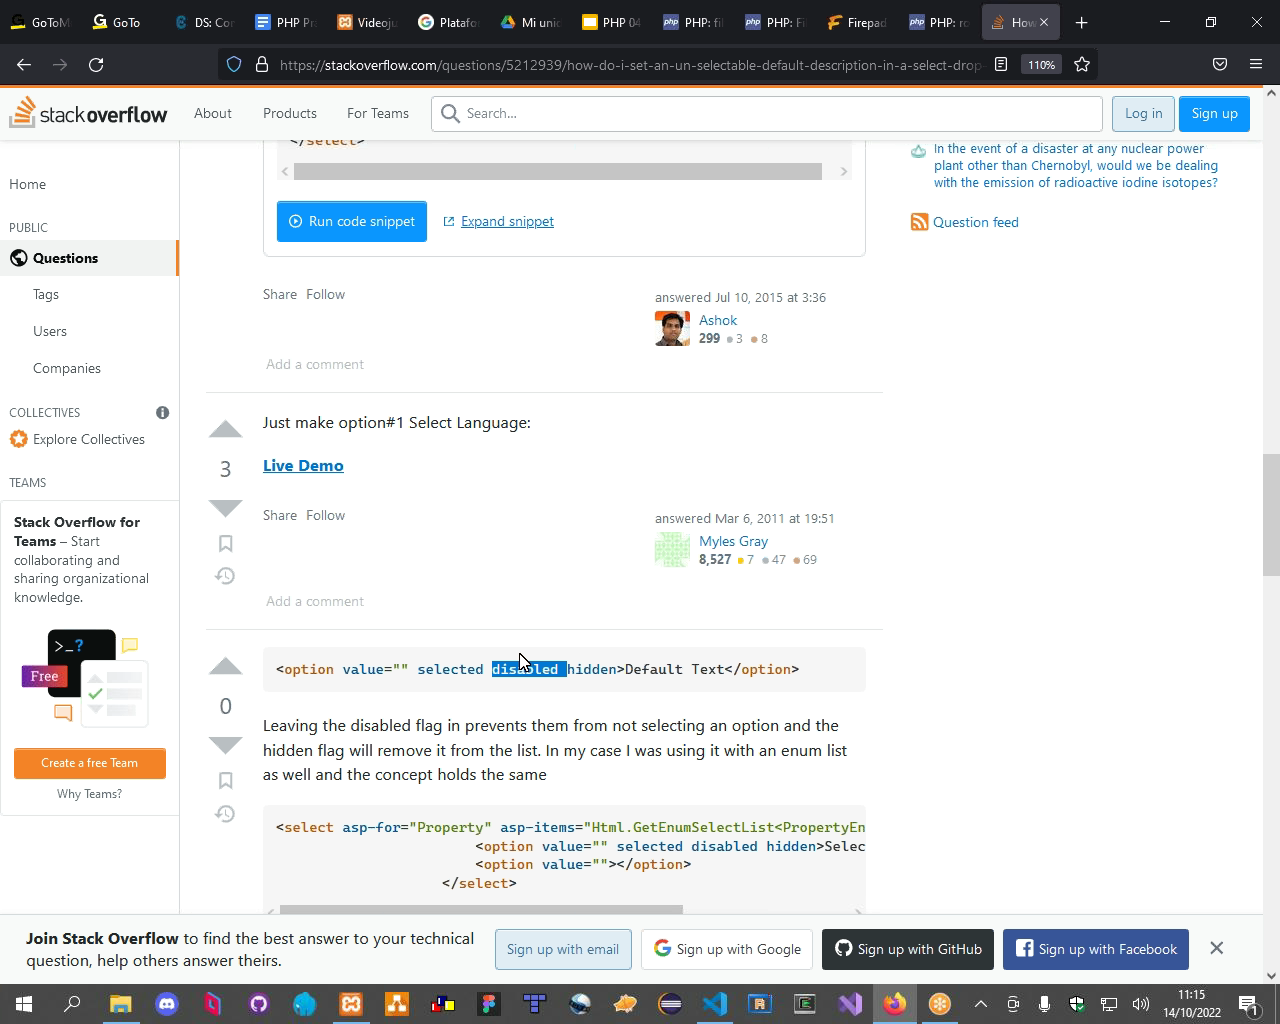 GoToM
GoTo
DS: Cor
PHP Pr
Videoju
Platafo
Mi unid
PHP 04
PHP: fil
PHP: Fi
Firepad
PHP: ro
How
https://stackoverflow.com/questions/5212939/how-do-i-set-an-un-selectable-default-description-in-a-select-drop-
110%
stackoverflow
About
Products
For Teams
Search...
Log in
Sign up
Home
PUBLIC
Questions
Tags
Users
Companies
COLLECTIVES
Explore Collectives
TEAMS
Stack Overflow for
Teams – Start
collaborating and
sharing organizational
knowledge.
>_?
Free
Create a free Team
Why Teams?
</select>
Run code snippet
Expand snippet
Share Follow
answered Jul 10, 2015 at 3:36
Ashok
299 3 8
Add a comment
Just make option#1 Select Language:
3
Live Demo
Share Follow
answered Mar 6, 2011 at 19:51
Myles Gray
8,527 7 47 69
Add a comment
<option value="" selected disabled hidden>Default Text</option>
0
Leaving the disabled flag in prevents them from not selecting an option and the
hidden flag will remove it from the list. In my case I was using it with an enum list
as well and the concept holds the same
<select asp-for="Property" asp-items="Html.GetEnumSelectList<PropertyEn
<option value="" selected disabled hidden>Selec
<option value=""></option>
</select>
In the event of a disaster at any nuclear power
plant other than Chernobyl, would we be dealing
with the emission of radioactive iodine isotopes?
Question feed
Join Stack Overflow to find the best answer to your technical
question, help others answer theirs.
Sign up with email
Sign up with Google
Sign up with GitHub
Sign up with Facebook
11:15
14/10/2022
1